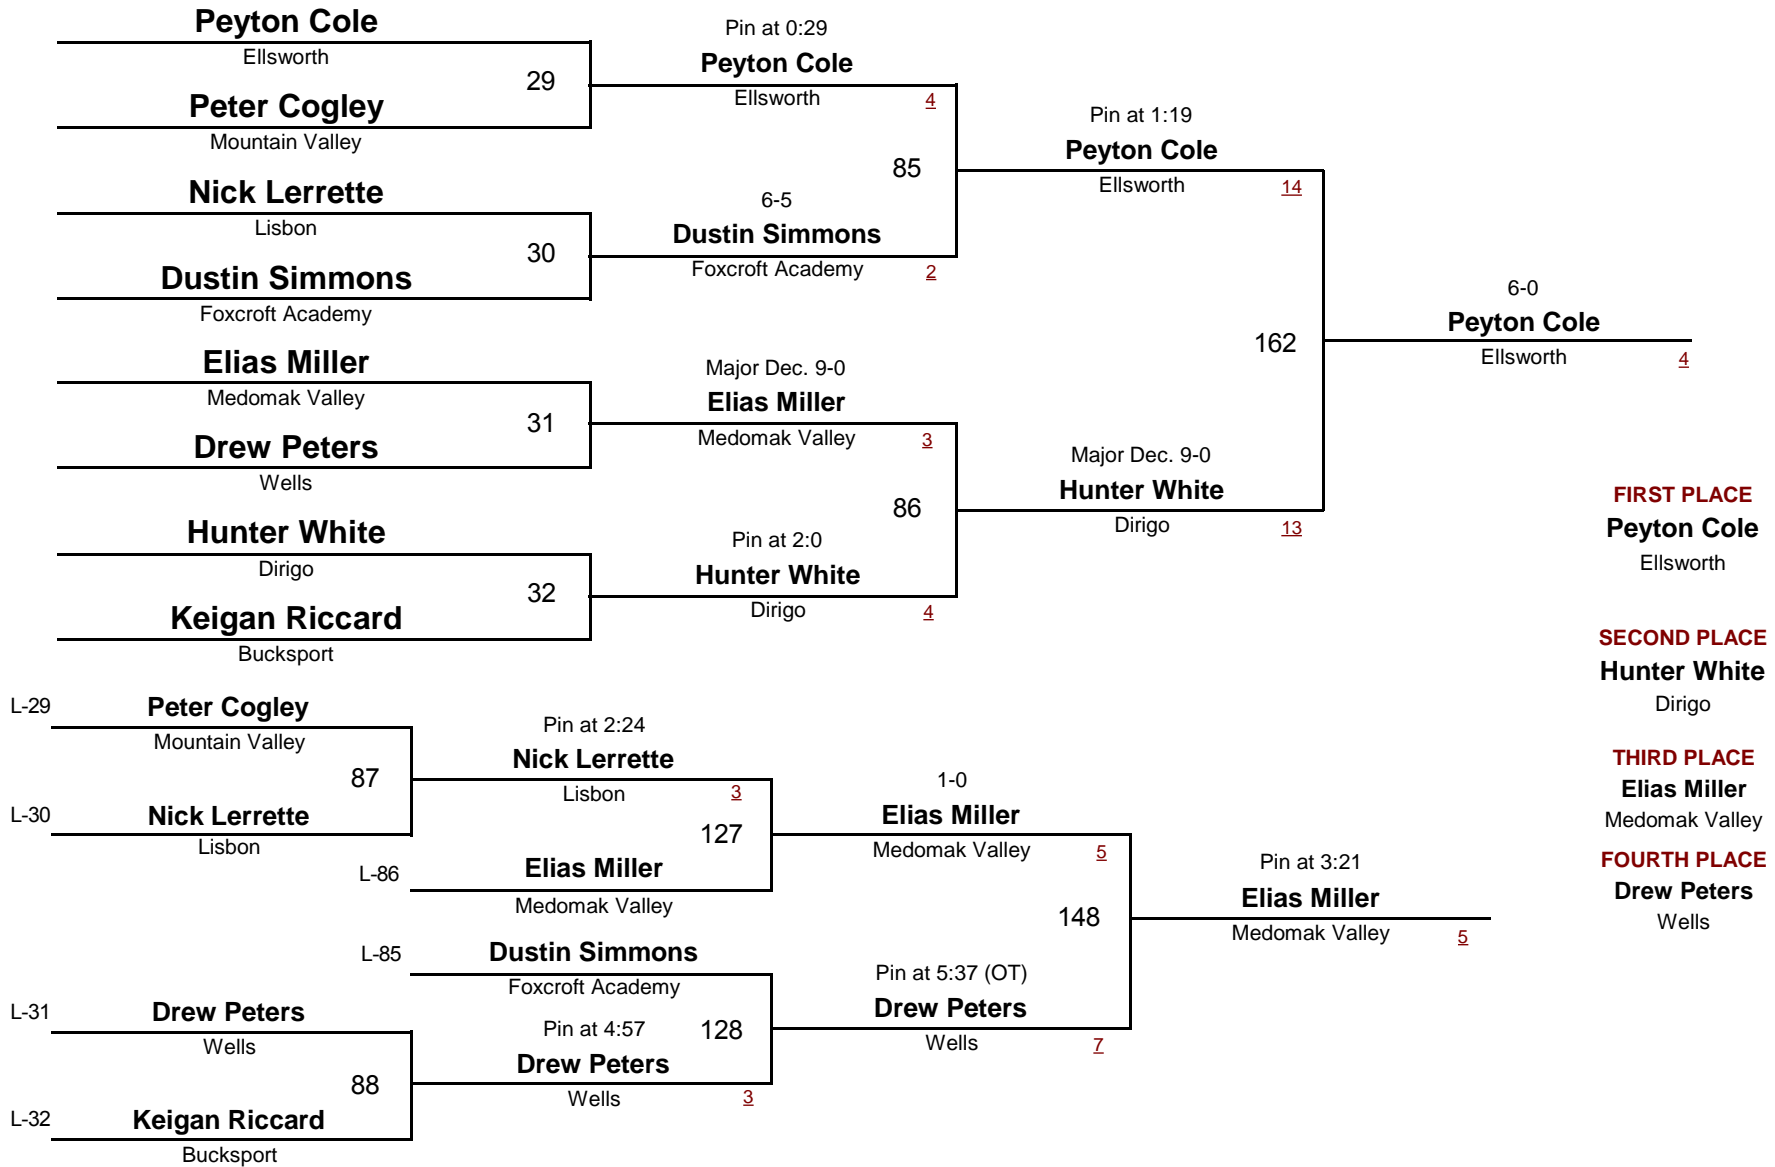 Peyton Cole
Ellsworth
29
Peter Cogley
Mountain Valley
Nick Lerrette
Lisbon
30
Dustin Simmons
Foxcroft Academy
Elias Miller
Medomak Valley
31
Drew Peters
Wells
Hunter White
Dirigo
32
Keigan Riccard
Bucksport
Pin at 0:29
Peyton Cole
Ellsworth
4
85
6-5
Dustin Simmons
Foxcroft Academy
2
Major Dec. 9-0
Elias Miller
Medomak Valley
3
86
Pin at 2:0
Hunter White
Dirigo
4
Pin at 1:19
Peyton Cole
Ellsworth
14
162
Major Dec. 9-0
Hunter White
Dirigo
13
6-0
Peyton Cole
Ellsworth
4
FIRST PLACE
Peyton Cole
Ellsworth
SECOND PLACE
Hunter White
Dirigo
THIRD PLACE
Elias Miller
Medomak Valley
FOURTH PLACE
Drew Peters
Wells
L-29
Peter Cogley
Mountain Valley
87
L-30
Nick Lerrette
Lisbon
Pin at 2:24
Nick Lerrette
Lisbon
3
127
L-86
Elias Miller
Medomak Valley
L-85
Dustin Simmons
Foxcroft Academy
128
L-31
Drew Peters
Wells
88
L-32
Keigan Riccard
Bucksport
Pin at 4:57
Drew Peters
Wells
3
1-0
Elias Miller
Medomak Valley
5
148
Pin at 5:37 (OT)
Drew Peters
Wells
7
Pin at 3:21
Elias Miller
Medomak Valley
5